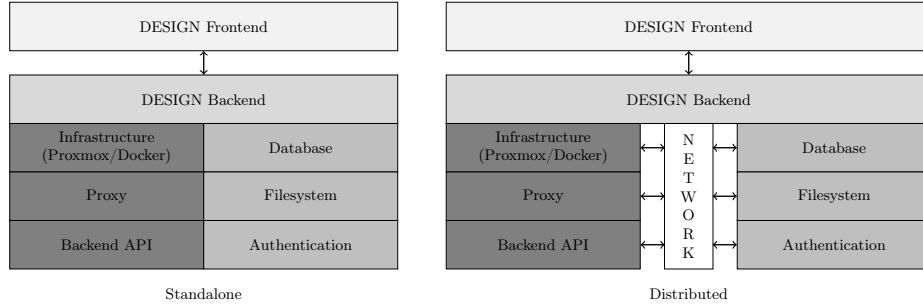 DESIGN Frontend
DESIGN Backend
Infrastructure
(Proxmox/Docker)
Database
Proxy
Filesystem
Backend API
Authentication
Standalone
DESIGN Frontend
DESIGN Backend
Infrastructure
(Proxmox/Docker)
Proxy
Backend API
N
E
T
W
O
R
K
Database
Filesystem
Authentication
Distributed